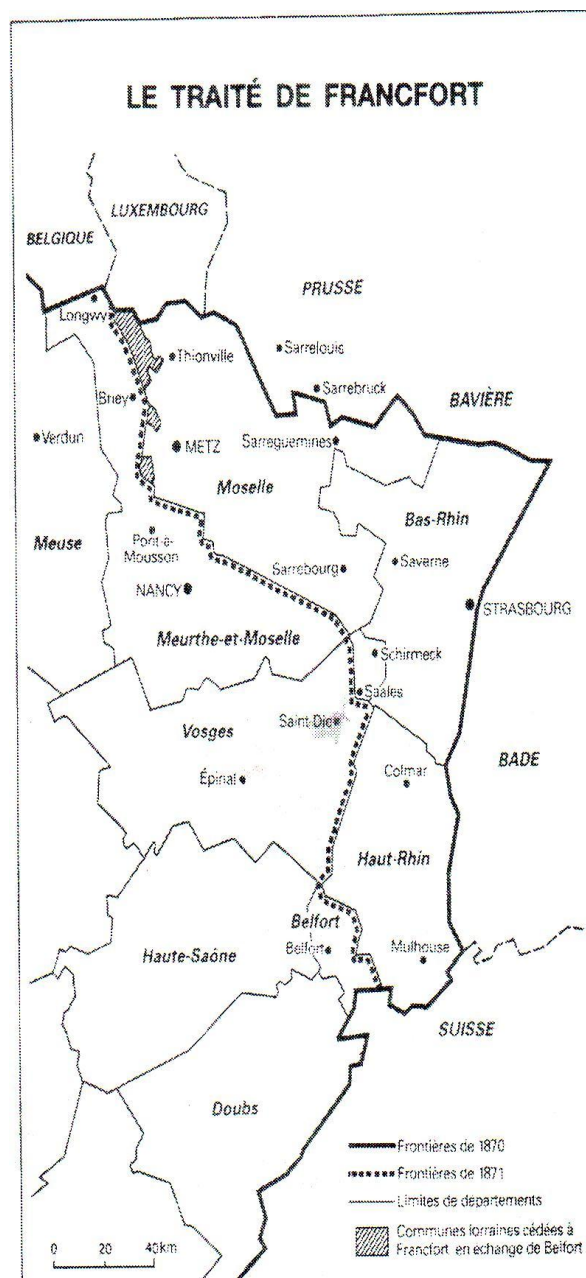 LE TRAITÉ DE FRANCFORT
LUXEMBOURG
BELGIQUE
PRUSSE
Longwy
Thionville
Sarrelouis
Briey
Sarrebruck
BAVIÈRE
Verdun
METZ
Sarreguemines
Moselle
Bas-Rhin
Pont-à-
Mousson
Meuse
Sarrebourg
Saverne
NANCY
STRASBOURG
Meurthe-et-Moselle
Schirmeck
Saales
Vosges
Saint-Dié
BADE
Épinal
Colmar
Haut-Rhin
Belfort
Haute-Saône
Belfort
Mulhouse
SUISSE
Doubs
Frontières de 1870
Frontières de 1871
Limites de départements
Communes lorraines cédées à
Francfort en échange de Belfort
0 20 40km